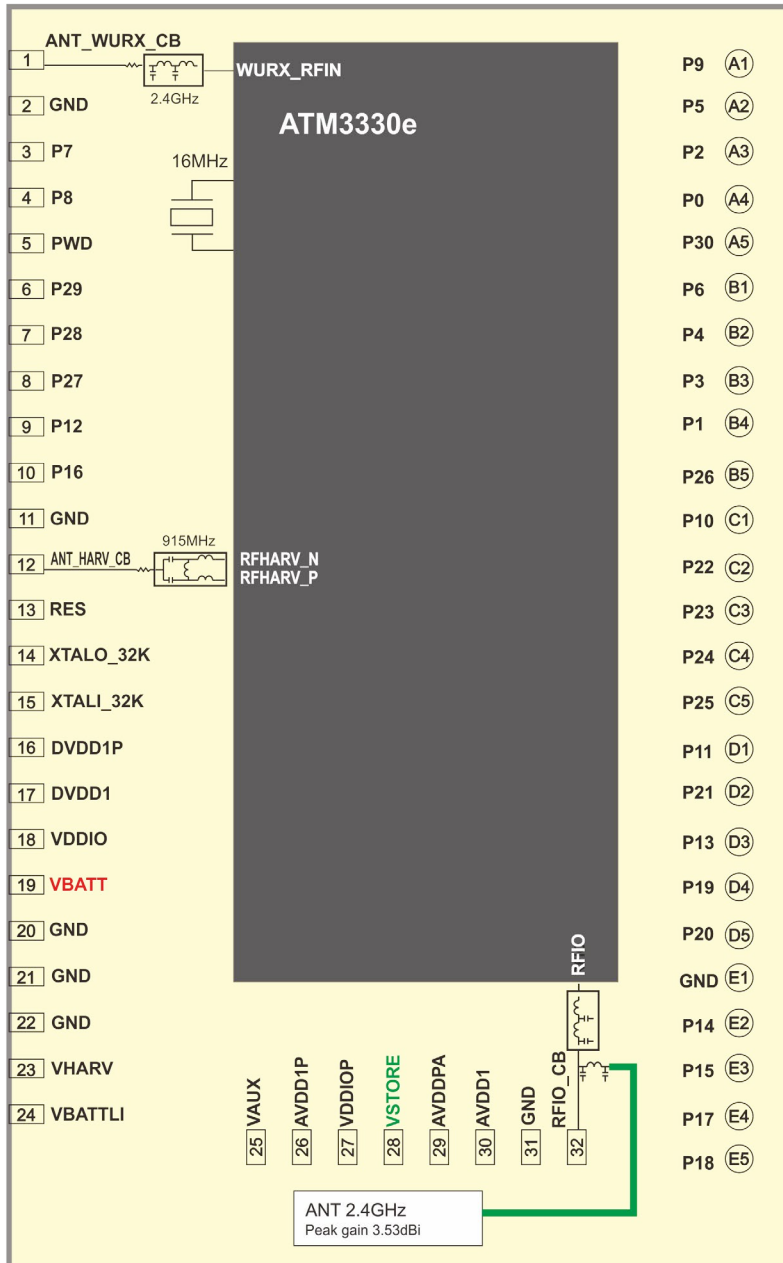 ANT_WURX_CB
1
2.4GHz
WURX_RFIN
ATM3330e
2 GND
3 P7
16MHz
4 P8
5 PWD
6 P29
7 P28
8 P27
9 P12
10 P16
11 GND
12 ANT_HARV_CB
915MHz
RFHARV_N
RFHARV_P
13 RES
14 XTALO_32K
15 XTALI_32K
16 DVDD1P
17 DVDD1
18 VDDIO
19 VBATT
20 GND
21 GND
22 GND
23 VHARV
24 VBATTLI
25 VAUX
26 AVDD1P
27 VDDIOP
28 VSTORE
29 AVDDPA
30 AVDD1
31 GND
32 RFIO_CB
RFIO
ANT 2.4GHz
Peak gain 3.53dBi
P9 A1
P5 A2
P2 A3
P0 A4
P30 A5
P6 B1
P4 B2
P3 B3
P1 B4
P26 B5
P10 C1
P22 C2
P23 C3
P24 C4
P25 C5
P11 D1
P21 D2
P13 D3
P19 D4
P20 D5
GND E1
P14 E2
P15 E3
P17 E4
P18 E5